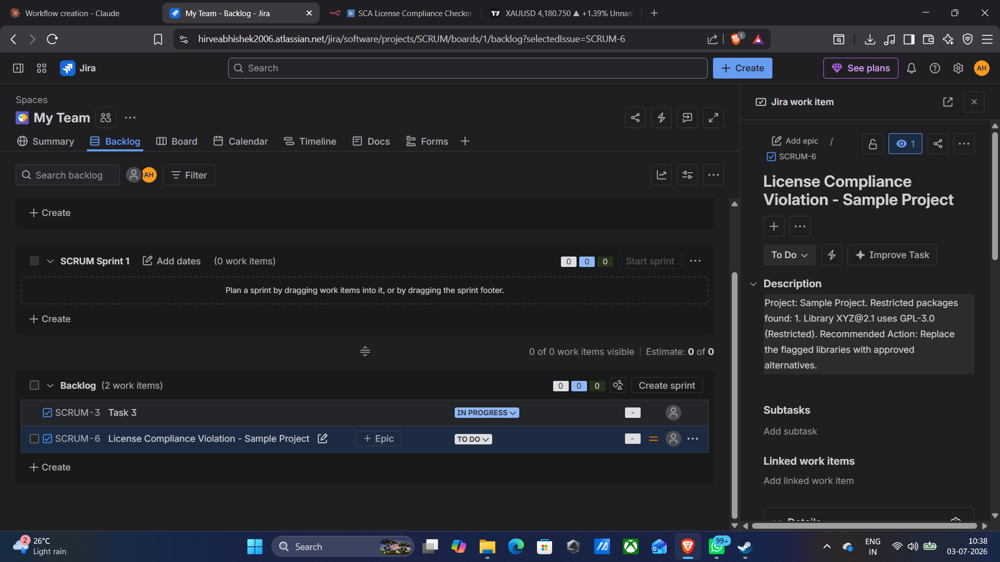 Workflow creation - Claude
My Team - Backlog - Jira
SCA License Compliance Checker
XAUUSD 4,180.750 ▲ +1.39% Unnam
hirveabhishek2006.atlassian.net/jira/software/projects/SCRUM/boards/1/backlog?selectedIssue=SCRUM-6
1
Jira
Search
Create
See plans
AH
Spaces
My Team
Summary
Backlog
Board
Calendar
Timeline
Docs
Forms
Search backlog
AH
Filter
Create
SCRUM Sprint 1
Add dates
(0 work items)
0 0 0
Start sprint
Plan a sprint by dragging work items into it, or by dragging the sprint footer.
Create
0 of 0 work items visible
Estimate: 0 of 0
Backlog (2 work items)
0 0 0
Create sprint
SCRUM-3 Task 3
IN PROGRESS
-
SCRUM-6 License Compliance Violation - Sample Project
+ Epic
TO DO
-
Create
Jira work item
Add epic /
SCRUM-6
1
License Compliance
Violation - Sample Project
To Do
Improve Task
Description
Project: Sample Project. Restricted packages
found: 1. Library XYZ@2.1 uses GPL-3.0
(Restricted). Recommended Action: Replace
the flagged libraries with approved
alternatives.
Subtasks
Add subtask
Linked work items
Add linked work item
Details
2
26°C
Light rain
Search
99+
ENG
IN
10:38
03-07-2026